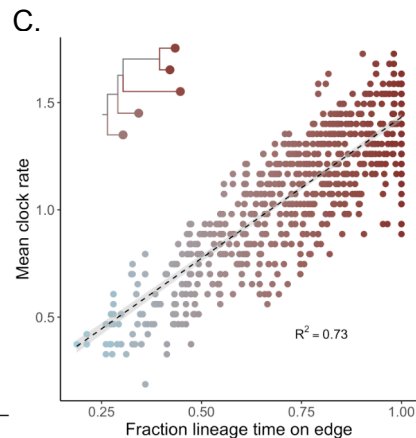 C.
Mean clock rate
1.5
1.0
0.5
R² = 0.73
0.25 0.50 0.75 1.00
Fraction lineage time on edge